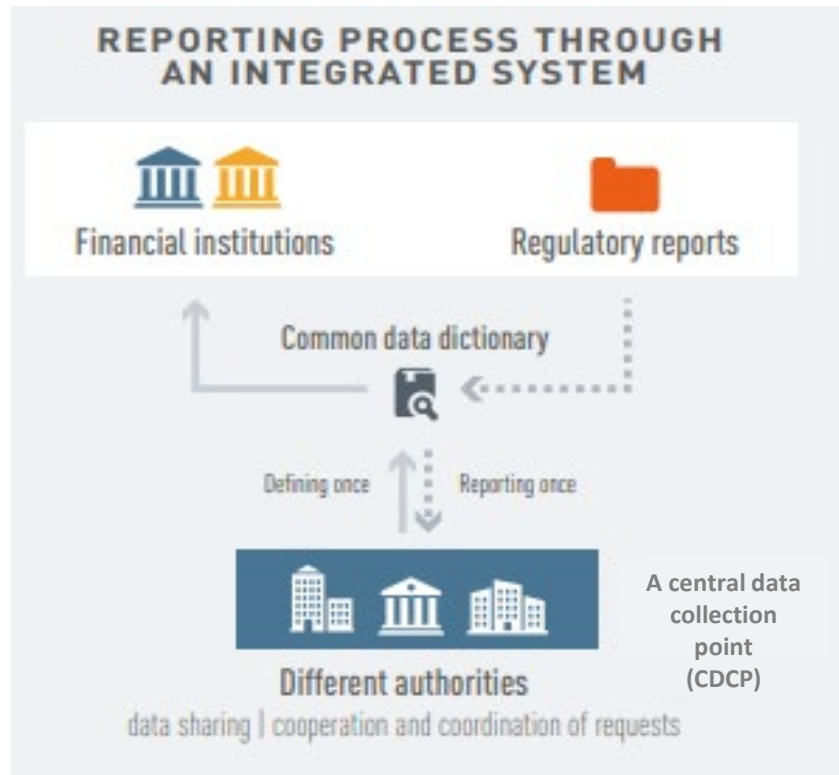 REPORTING PROCESS THROUGH
AN INTEGRATED SYSTEM
Financial institutions
Regulatory reports
Common data dictionary
Defining once
Reporting once
A central data
collection
point
(CDCP)
Different authorities
data sharing | cooperation and coordination of requests